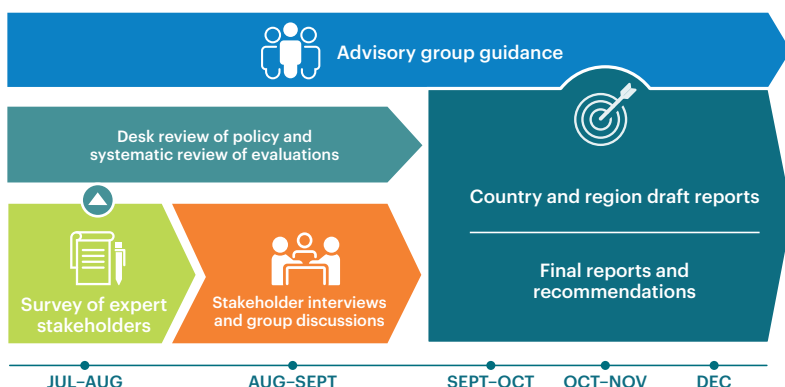 Advisory group guidance
Desk review of policy and
systematic review of evaluations
Country and region draft reports
Final reports and
recommendations
Survey of expert
stakeholders
Stakeholder interviews
and group discussions
JUL–AUG
AUG–SEPT
SEPT–OCT
OCT–NOV
DEC